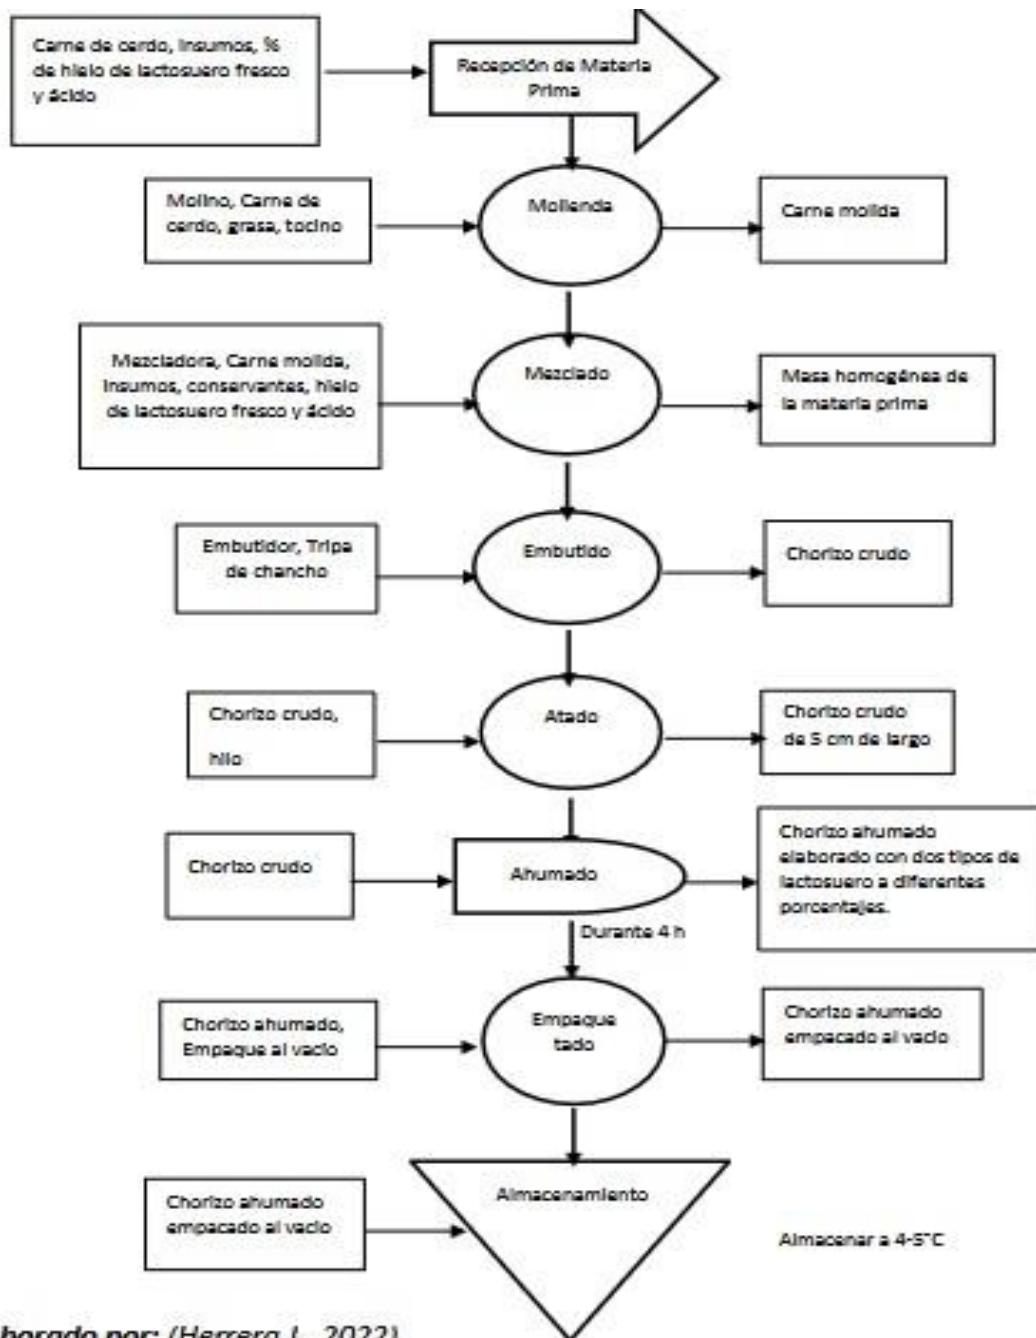 Carne de cerdo, Insumos, %
de hielo de lactosuero fresco
y ácido
Recepción de Materia
Prima
Molino, Carne de
cerdo, grasa, tocino
Molienda
Carne molida
Mezcladora, Carne molida,
Insumos, conservantes, hielo
de lactosuero fresco y ácido
Mezclado
Masa homogénea de
la materia prima
Embutidor, Tripa
de chancho
Embutido
Chorizo crudo
Chorizo crudo,
hilo
Atado
Chorizo crudo
de 5 cm de largo
Chorizo crudo
Ahumado
Chorizo ahumado
elaborado con dos tipos de
lactosuero a diferentes
porcentajes.
Durante 4 h
Chorizo ahumado,
Empaque al vacío
Empaque
tado
Chorizo ahumado
empacado al vacío
Chorizo ahumado
empacado al vacío
Almacenamiento
Almacenar a 4-5°C
borado por: (Herrera J., 2022)